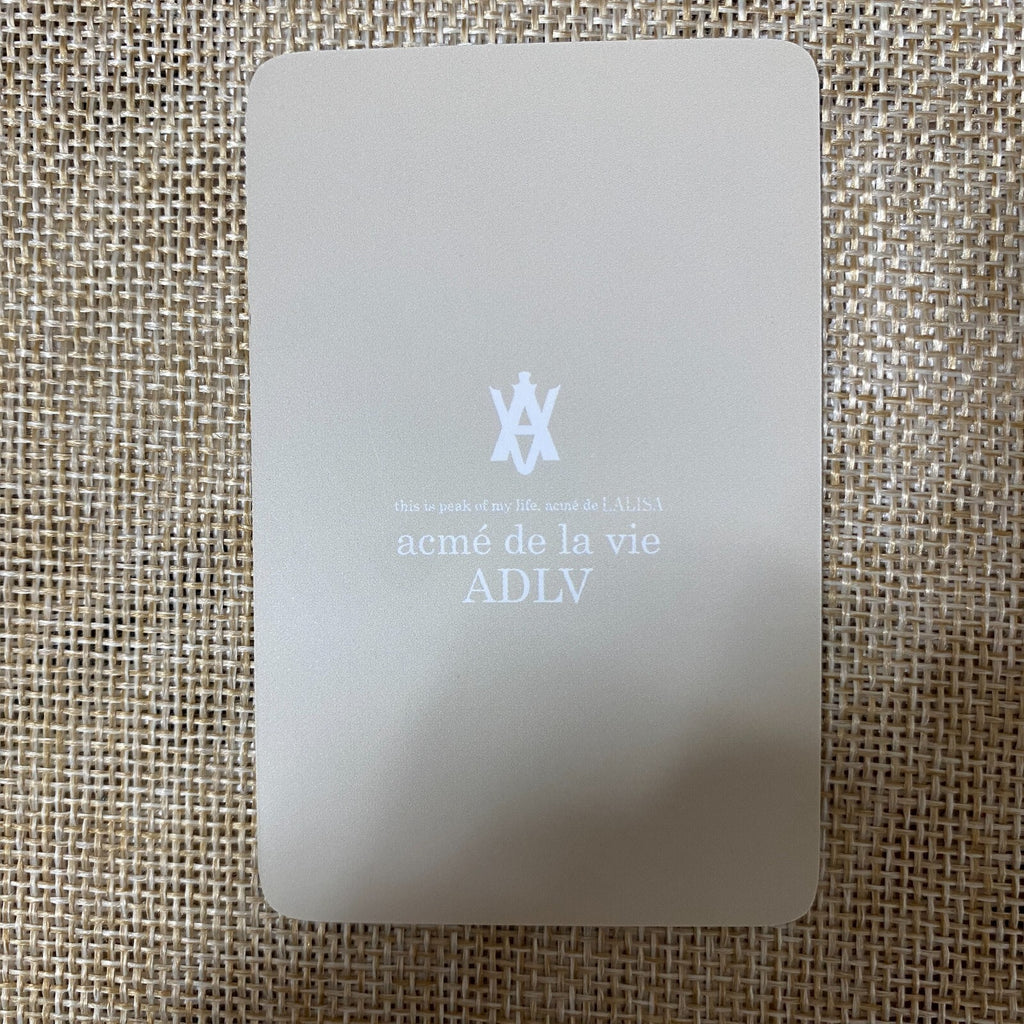 this is peak of my life, acmé de LALISA
acmé de la vie
ADLV